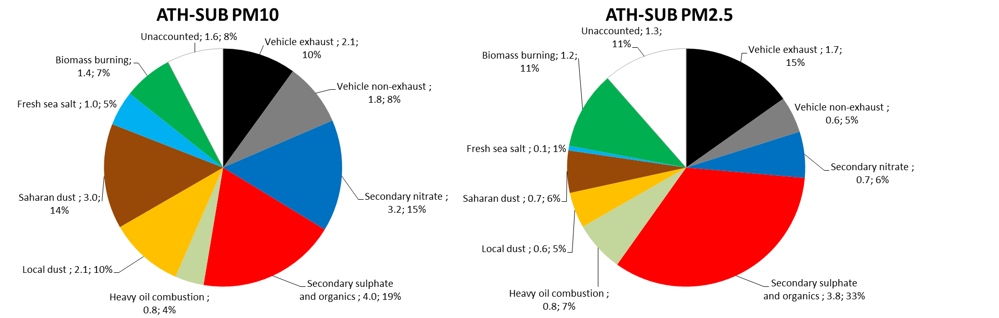 ATH-SUB PM10
Unaccounted; 1.6; 8%
Vehicle exhaust ; 2.1;
10%
Vehicle non-exhaust ;
1.8; 8%
Secondary nitrate ;
3.2; 15%
Secondary sulphate
and organics ; 4.0; 19%
Heavy oil combustion ;
0.8; 4%
Local dust ; 2.1; 10%
Saharan dust ; 3.0;
14%
Fresh sea salt ; 1.0; 5%
Biomass burning;
1.4; 7%
ATH-SUB PM2.5
Unaccounted; 1.3;
11%
Vehicle exhaust ; 1.7;
15%
Vehicle non-exhaust ;
0.6; 5%
Secondary nitrate ;
0.7; 6%
Secondary sulphate
and organics ; 3.8; 33%
Heavy oil combustion ;
0.8; 7%
Local dust ; 0.6; 5%
Saharan dust ; 0.7; 6%
Fresh sea salt ; 0.1; 1%
Biomass burning; 1.2;
11%